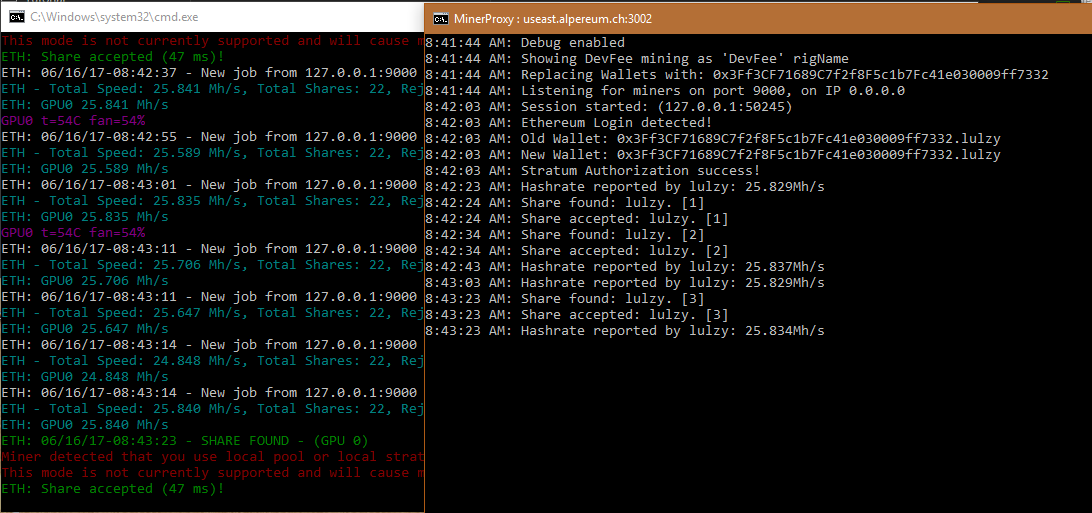 C:\Windows\system32\cmd.exe
This mode is not currently supported and will cause m
ETH: Share accepted (47 ms)!
ETH: 06/16/17-08:42:37 - New job from 127.0.0.1:9000
ETH - Total Speed: 25.841 Mh/s, Total Shares: 22, Rej
ETH: GPU0 25.841 Mh/s
GPU0 t=54C fan=54%
ETH: 06/16/17-08:42:55 - New job from 127.0.0.1:9000
ETH - Total Speed: 25.589 Mh/s, Total Shares: 22, Rej
ETH: GPU0 25.589 Mh/s
ETH: 06/16/17-08:43:01 - New job from 127.0.0.1:9000
ETH - Total Speed: 25.835 Mh/s, Total Shares: 22, Rej
ETH: GPU0 25.835 Mh/s
GPU0 t=54C fan=54%
ETH: 06/16/17-08:43:11 - New job from 127.0.0.1:9000
ETH - Total Speed: 25.706 Mh/s, Total Shares: 22, Rej
ETH: GPU0 25.706 Mh/s
ETH: 06/16/17-08:43:11 - New job from 127.0.0.1:9000
ETH - Total Speed: 25.647 Mh/s, Total Shares: 22, Rej
ETH: GPU0 25.647 Mh/s
ETH: 06/16/17-08:43:14 - New job from 127.0.0.1:9000
ETH - Total Speed: 24.848 Mh/s, Total Shares: 22, Rej
ETH: GPU0 24.848 Mh/s
ETH: 06/16/17-08:43:14 - New job from 127.0.0.1:9000
ETH - Total Speed: 25.840 Mh/s, Total Shares: 22, Rej
ETH: GPU0 25.840 Mh/s
ETH: 06/16/17-08:43:23 - SHARE FOUND - (GPU 0)
Miner detected that you use local pool or local strat
This mode is not currently supported and will cause m
ETH: Share accepted (47 ms)!
MinerProxy : useast.alpereum.ch:3002
8:41:44 AM: Debug enabled
8:41:44 AM: Showing DevFee mining as 'DevFee' rigName
8:41:44 AM: Replacing Wallets with: 0x3Ff3CF71689C7f2f8F5c1b7Fc41e030009ff7332
8:41:44 AM: Listening for miners on port 9000, on IP 0.0.0.0
8:42:03 AM: Session started: (127.0.0.1:50245)
8:42:03 AM: Ethereum Login detected!
8:42:03 AM: Old Wallet: 0x3Ff3CF71689C7f2f8F5c1b7Fc41e030009ff7332.lulzy
8:42:03 AM: New Wallet: 0x3Ff3CF71689C7f2f8F5c1b7Fc41e030009ff7332.lulzy
8:42:03 AM: Stratum Authorization success!
8:42:23 AM: Hashrate reported by lulzy: 25.829Mh/s
8:42:24 AM: Share found: lulzy. [1]
8:42:24 AM: Share accepted: lulzy. [1]
8:42:34 AM: Share found: lulzy. [2]
8:42:34 AM: Share accepted: lulzy. [2]
8:42:43 AM: Hashrate reported by lulzy: 25.837Mh/s
8:43:03 AM: Hashrate reported by lulzy: 25.829Mh/s
8:43:23 AM: Share found: lulzy. [3]
8:43:23 AM: Share accepted: lulzy. [3]
8:43:23 AM: Hashrate reported by lulzy: 25.834Mh/s